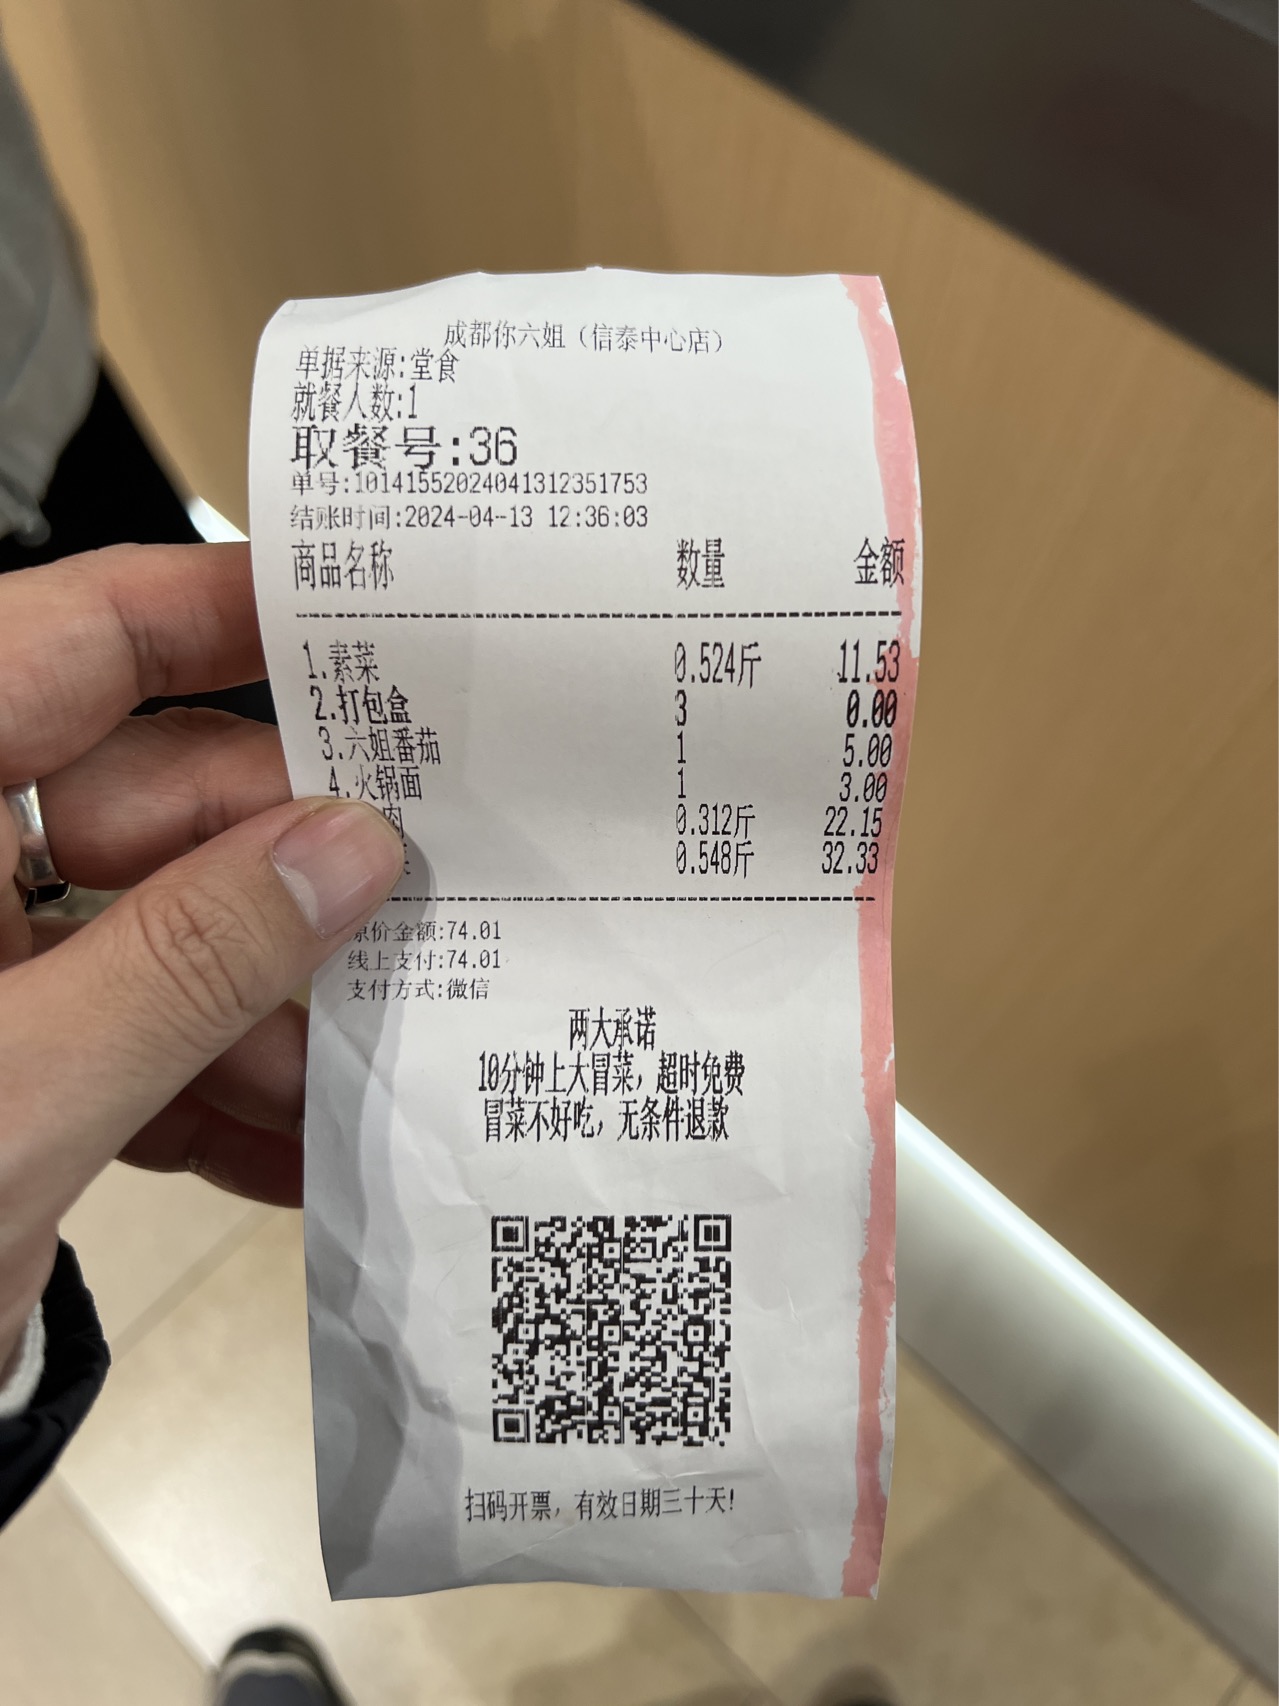 成都你六姐（信泰中心店）
单据来源:堂食
就餐人数:1
取餐号:36
单号:10141552024041312351753
结账时间:2024-04-13 12:36:03
商品名称 数量 金额
1.素菜 0.524斤 11.53
2.打包盒 3 0.00
3.六姐番茄 1 5.00
4.火锅面 1 3.00
肉 0.312斤 22.15
0.548斤 32.33
原价金额:74.01
线上支付:74.01
支付方式:微信
两大承诺
10分钟上大冒菜，超时免费
冒菜不好吃，无条件退款
扫码开票，有效日期三十天!